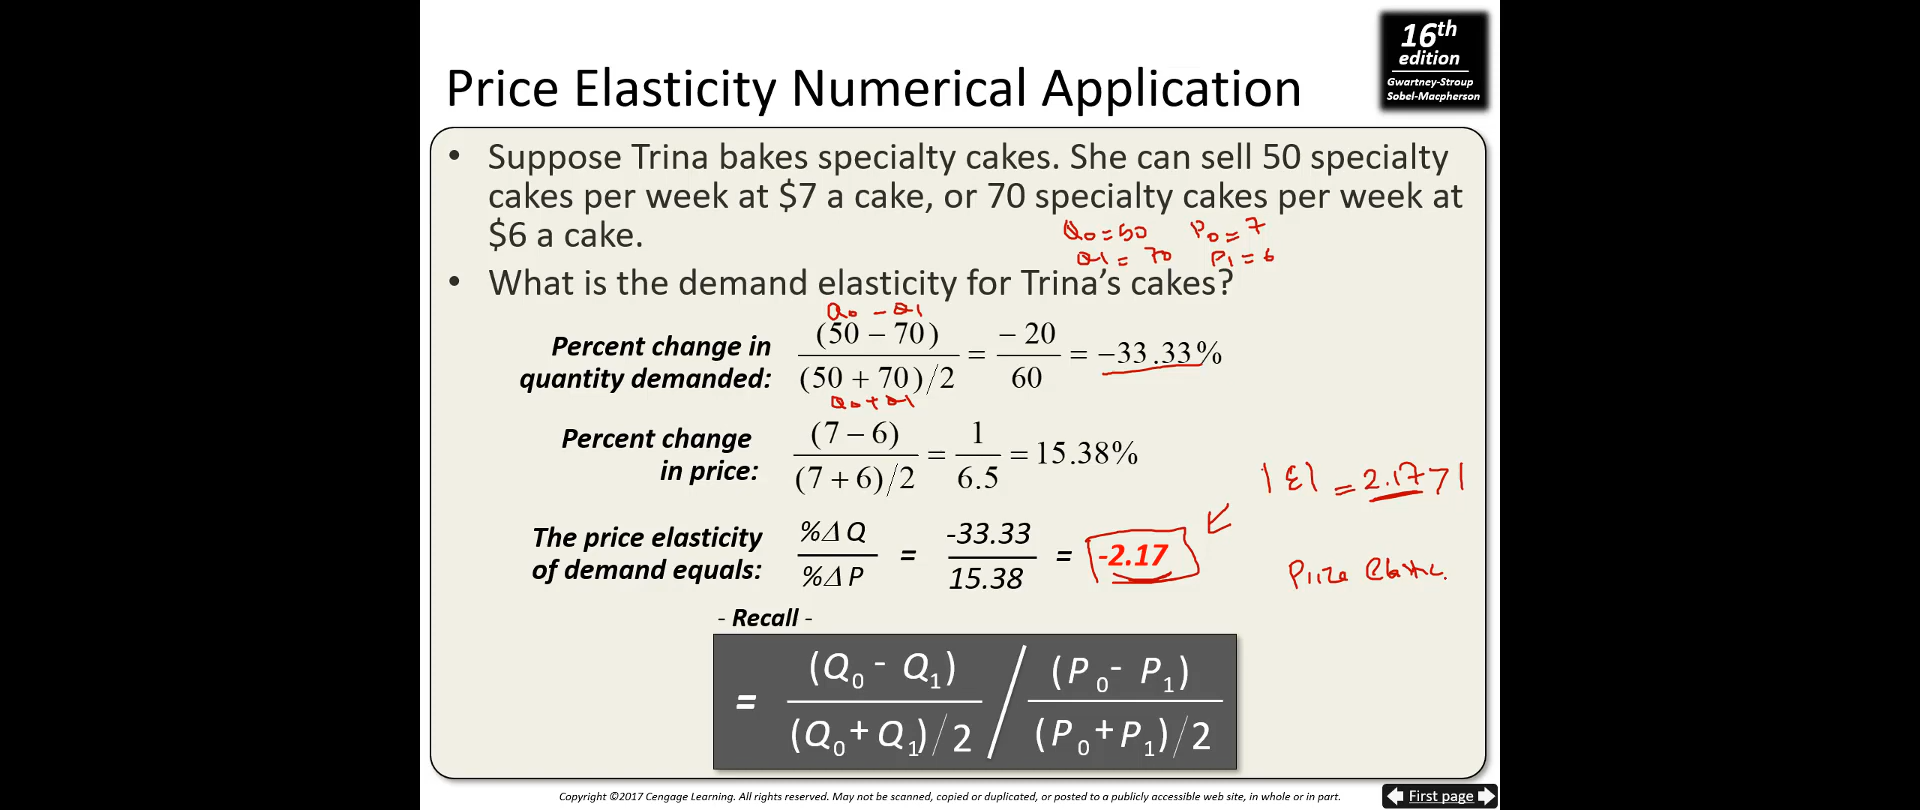 16th
edition
Gwartney-Stroup
Sobel-Macpherson
Price Elasticity Numerical Application
• Suppose Trina bakes specialty cakes. She can sell 50 specialty
cakes per week at $7 a cake, or 70 specialty cakes per week at
$6 a cake.
Q0 = 50 P0 = 7
Q1 = 70 P1 = 6
• What is the demand elasticity for Trina's cakes?
Q0 - Q1
Percent change in
quantity demanded:
(50 − 70)
(50 + 70)/2
= − 20
60
= −33.33%
Q0 + Q1
Percent change
in price:
(7 − 6)
(7 + 6)/2
= 1
6.5
= 15.38%
|ε| = 2.17 > 1
The price elasticity
of demand equals:
%Δ Q
%Δ P
= -33.33
15.38
= -2.17
Price Elastic.
- Recall -
= (Q0 - Q1)
(Q0 + Q1)/2
/ (P0 - P1)
(P0 + P1)/2
Copyright ©2017 Cengage Learning. All rights reserved. May not be scanned, copied or duplicated, or posted to a publicly accessible web site, in whole or in part.
First page